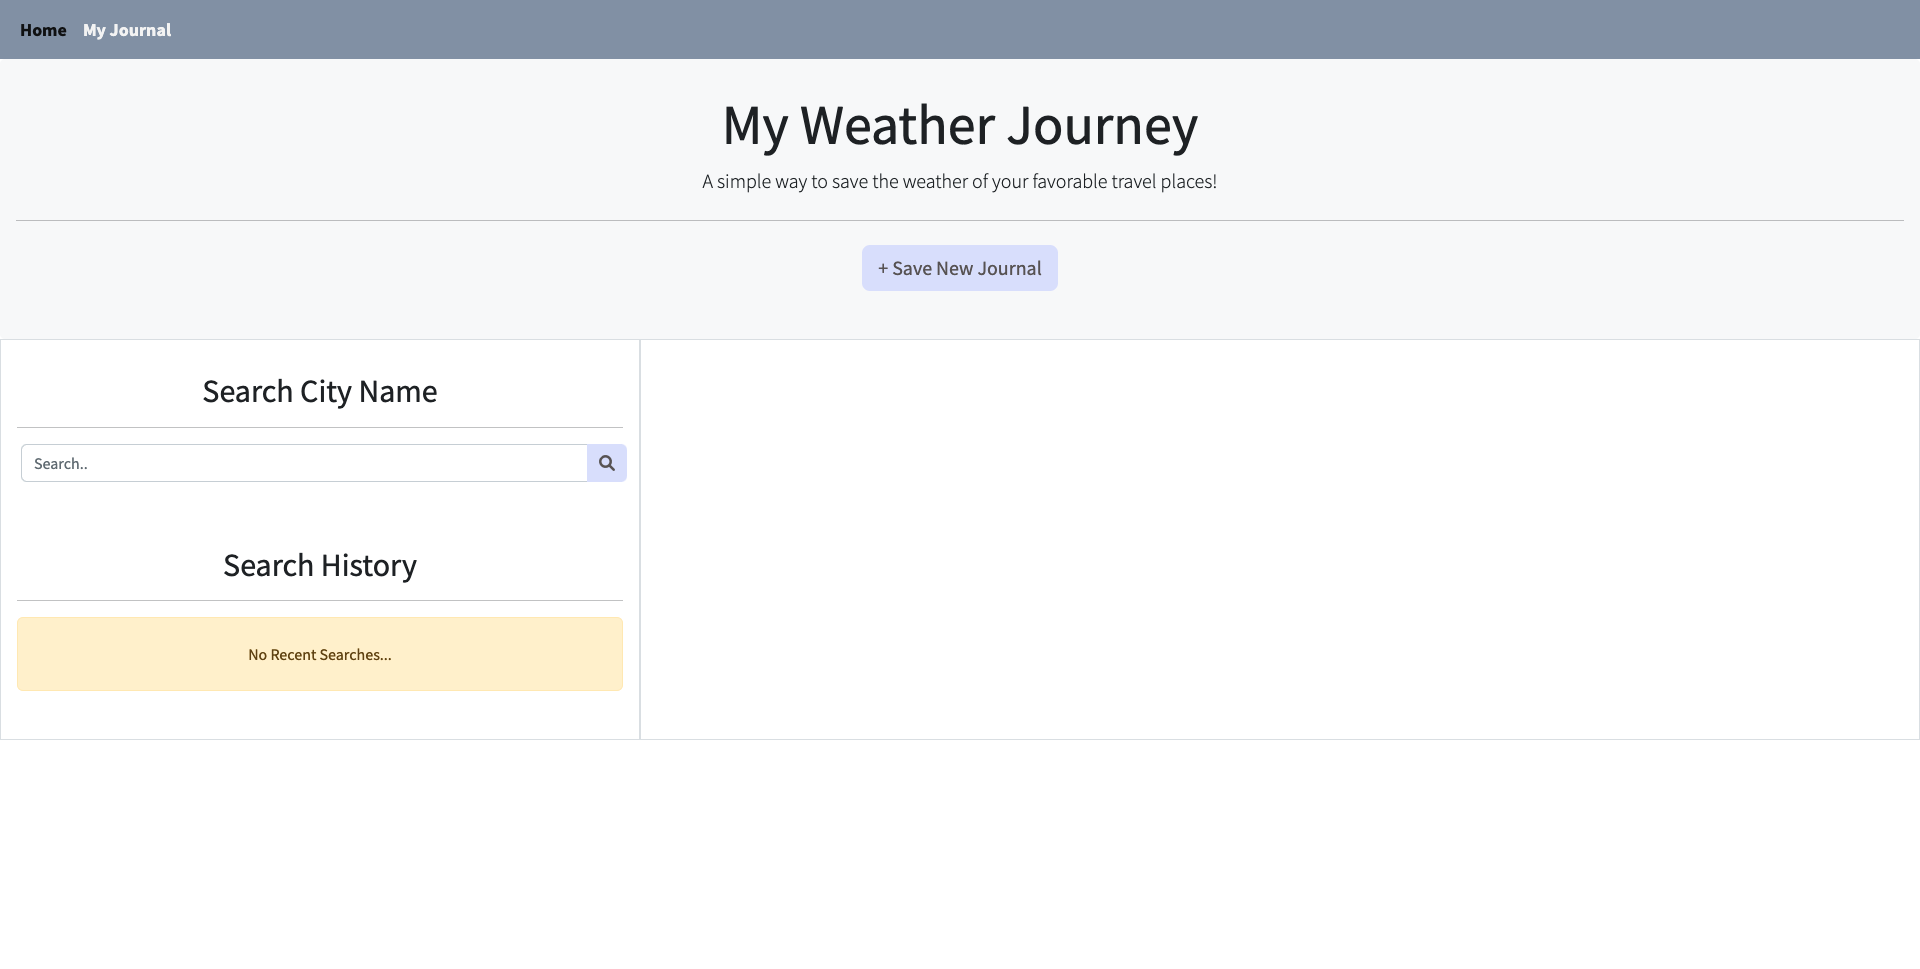 Home My Journal
My Weather Journey
A simple way to save the weather of your favorable travel places!
+ Save New Journal
Search City Name
Search..
Search History
No Recent Searches...